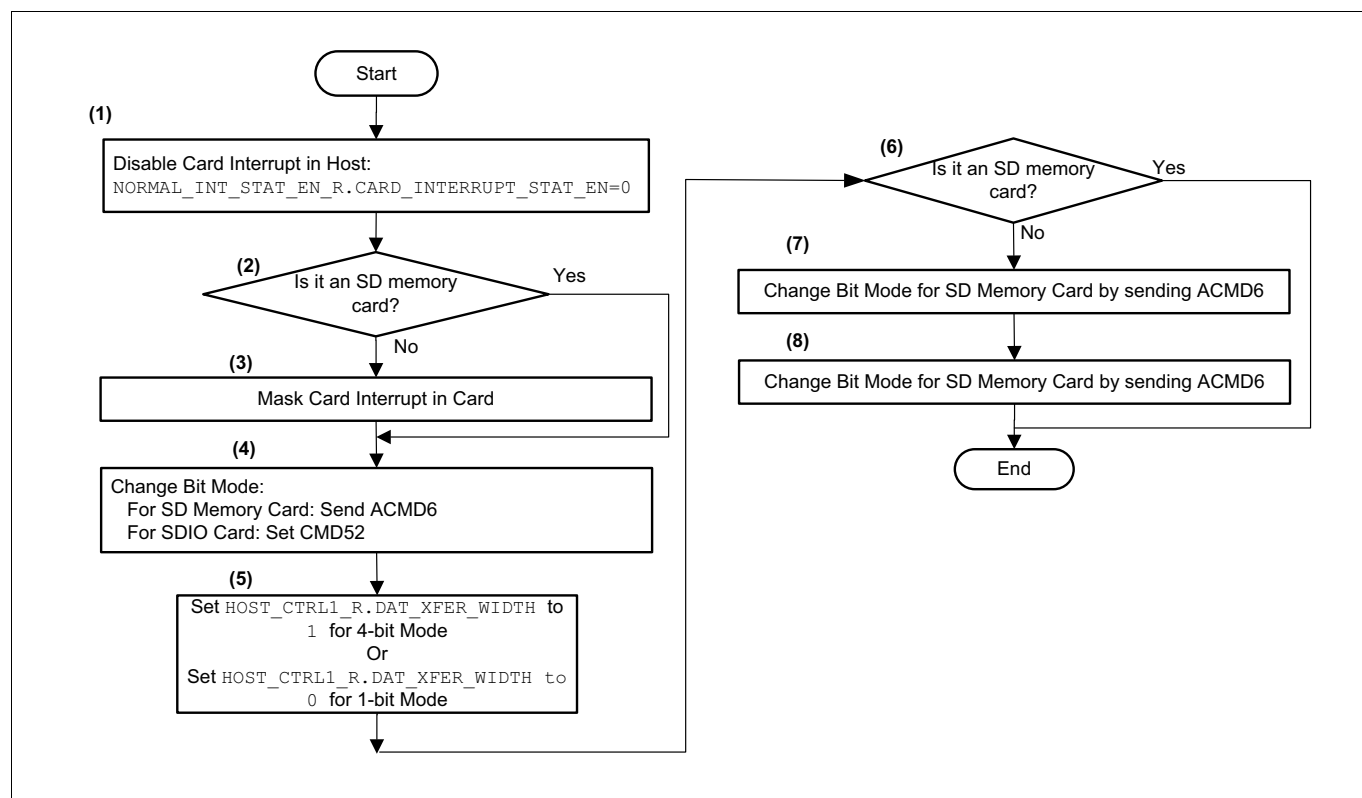 Start
(1)
Disable Card Interrupt in Host:
NORMAL_INT_STAT_EN_R.CARD_INTERRUPT_STAT_EN=0
(2)
Is it an SD memory
card?
Yes
No
(3)
Mask Card Interrupt in Card
(4)
Change Bit Mode:
For SD Memory Card: Send ACMD6
For SDIO Card: Set CMD52
(5)
Set HOST_CTRL1_R.DAT_XFER_WIDTH to
1 for 4-bit Mode
Or
Set HOST_CTRL1_R.DAT_XFER_WIDTH to
0 for 1-bit Mode
(6)
Is it an SD memory
card?
Yes
No
(7)
Change Bit Mode for SD Memory Card by sending ACMD6
(8)
Change Bit Mode for SD Memory Card by sending ACMD6
End